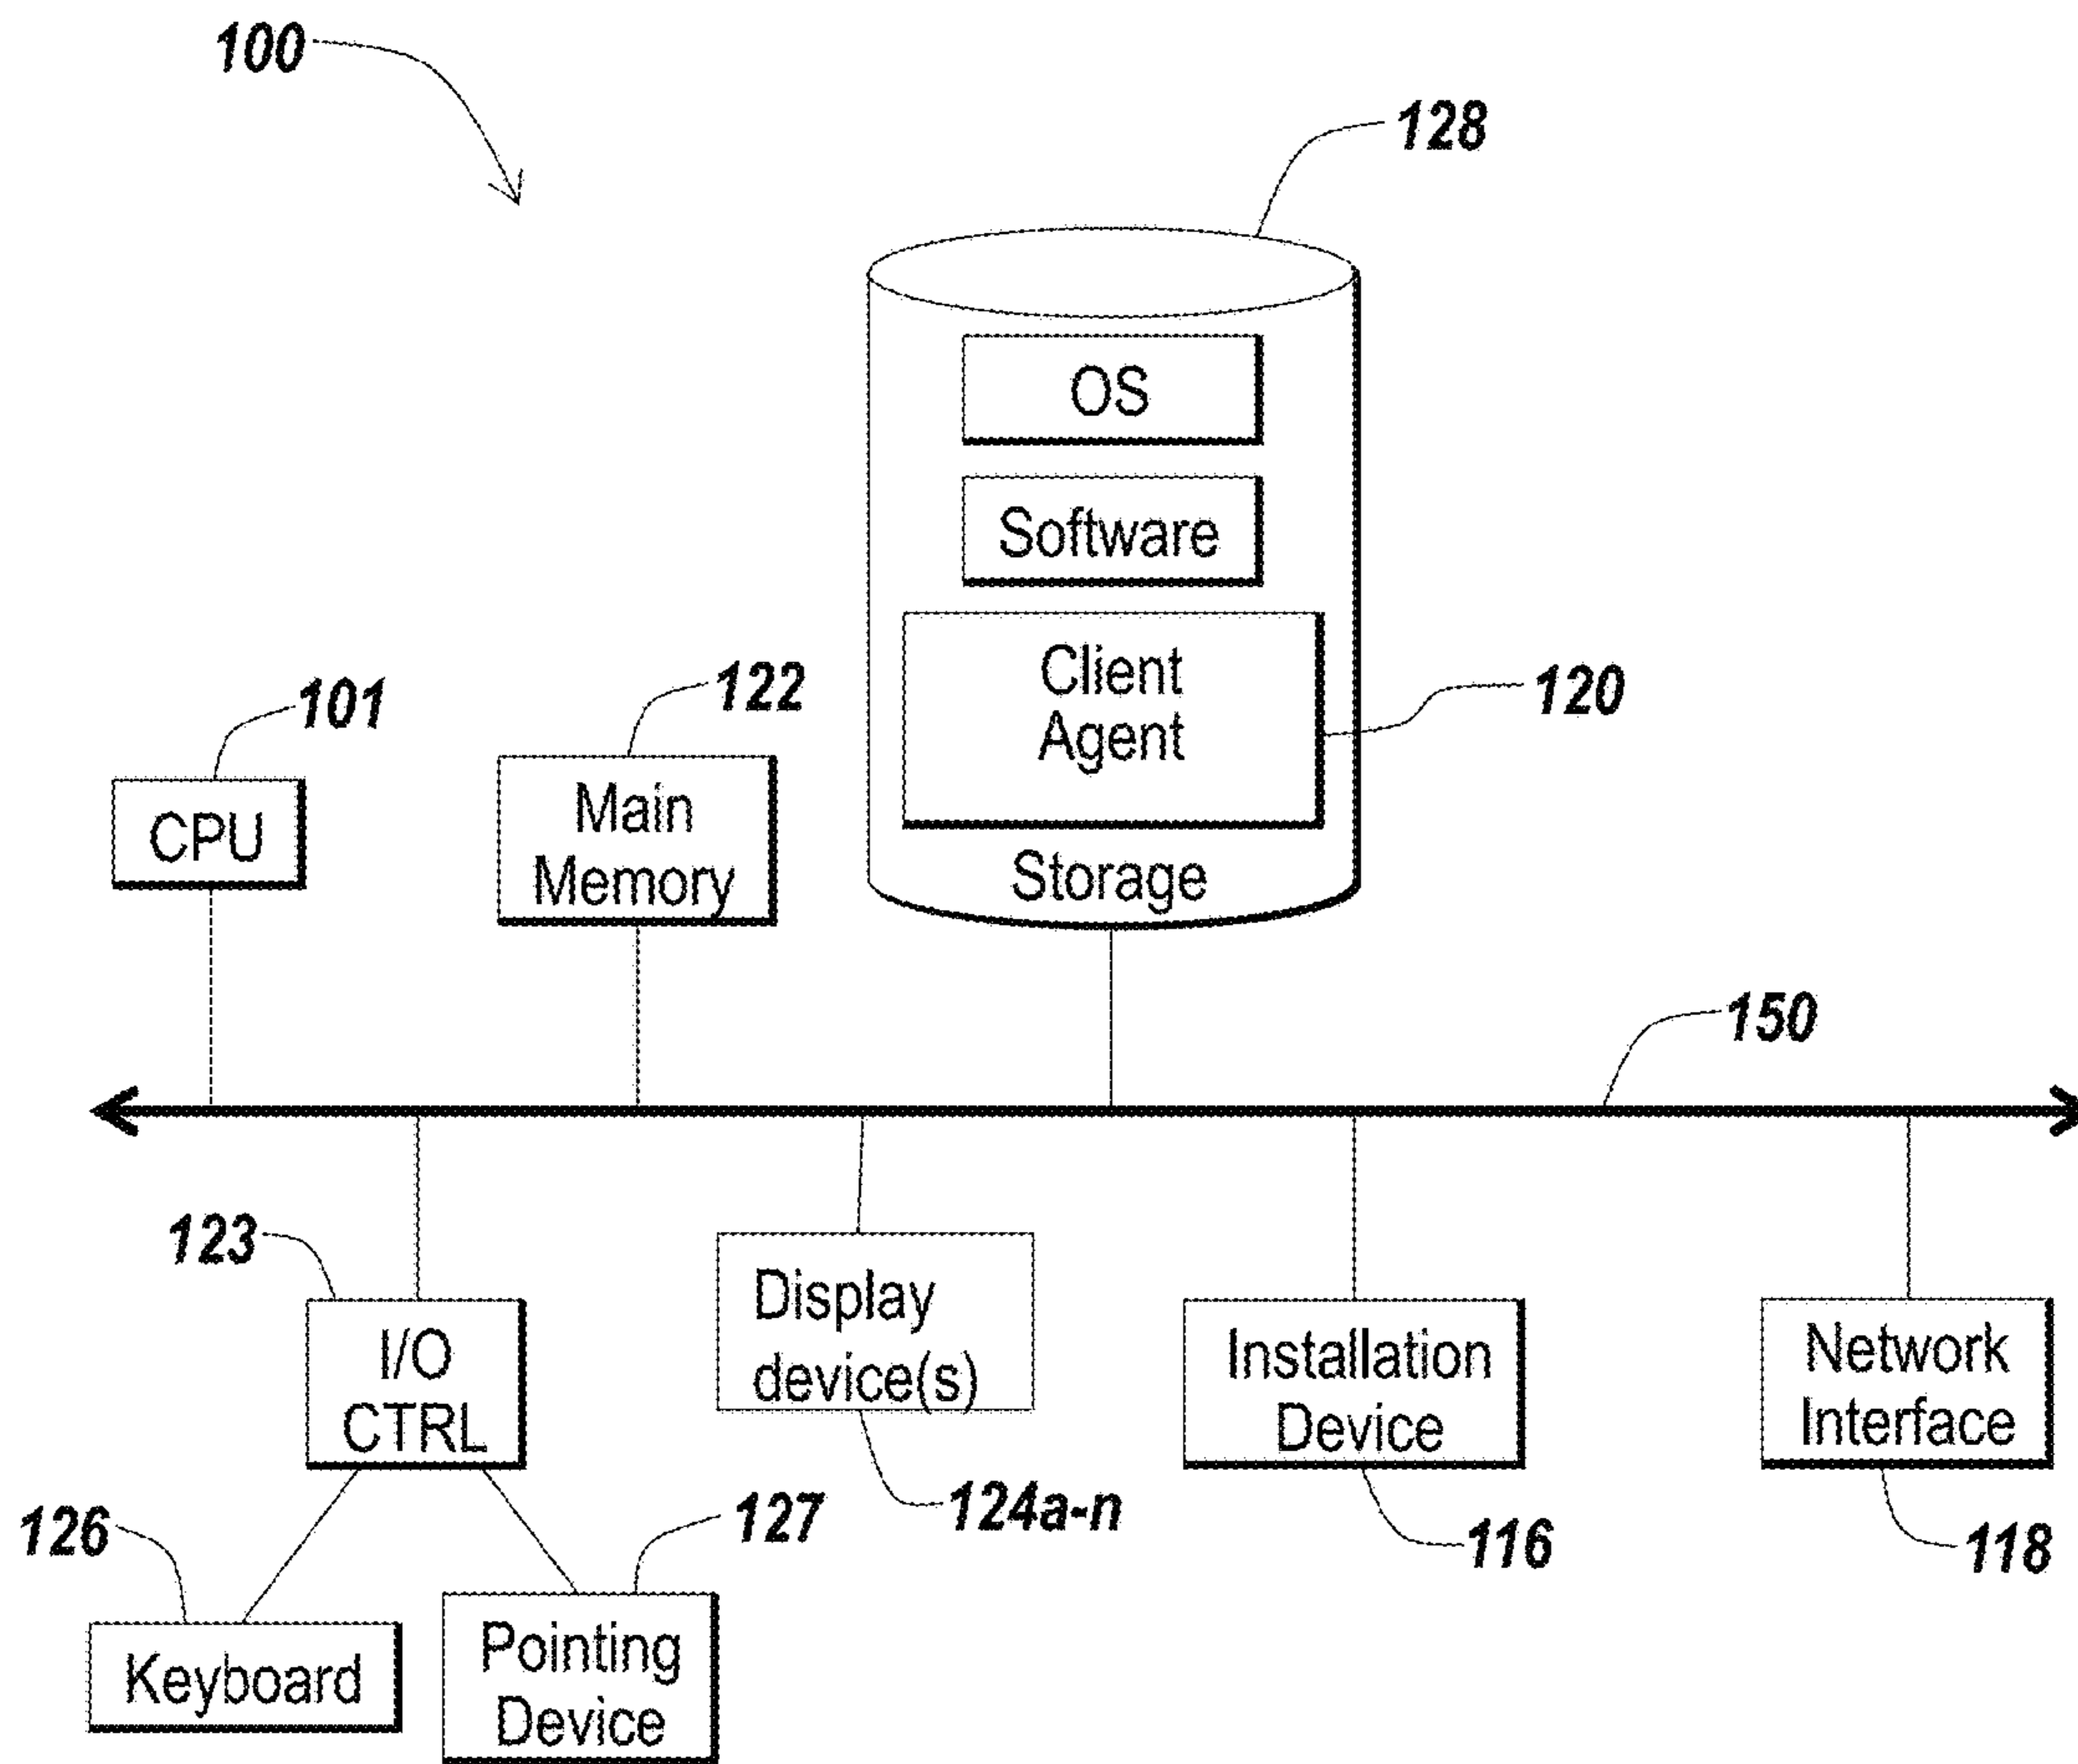 100
128
OS
Software
Client
Agent
120
Storage
101
CPU
122
Main
Memory
150
123
I/O
CTRL
Display
device(s)
124a-n
Installation
Device
116
Network
Interface
118
126
Keyboard
127
Pointing
Device